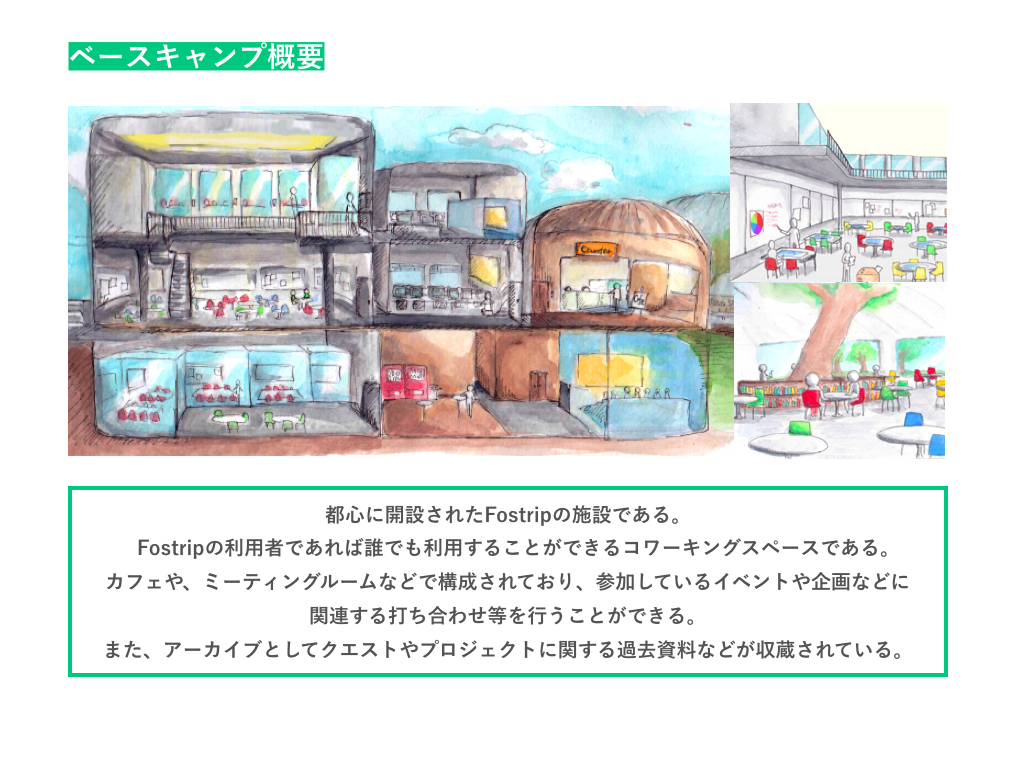 ベースキャンプ概要
Counter
都心に開設されたFostripの施設である。
Fostripの利用者であれば誰でも利用することができるコワーキングスペースである。
カフェや、ミーティングルームなどで構成されており、参加しているイベントや企画などに
関連する打ち合わせ等を行うことができる。
また、アーカイブとしてクエストやプロジェクトに関する過去資料などが収蔵されている。